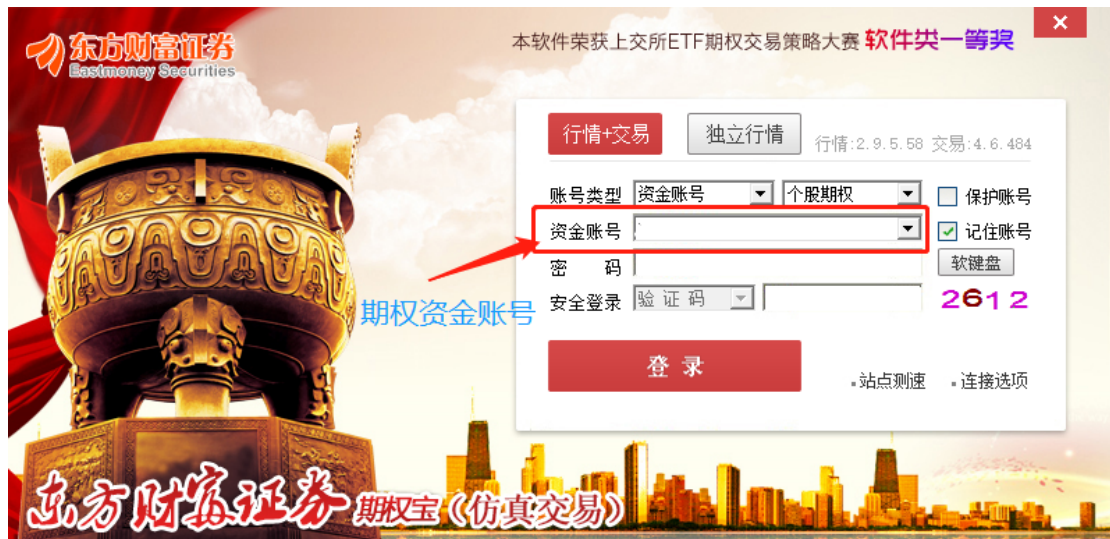 东方财富证券
Eastmoney Securities
本软件荣获上交所ETF期权交易策略大赛 软件类一等奖
行情+交易 独立行情 行情:2.9.5.58 交易:4.6.484
账号类型 资金账号 个股期权 保护账号
资金账号 记住账号
密 码 软键盘
安全登录 验证码 2612
期权资金账号
登录
站点测速 连接选项
东方财富证券 期权宝（仿真交易）